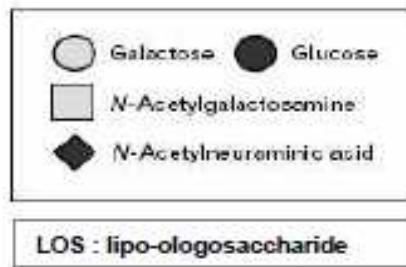 Galactose Glucose
N-Acetylgalactosamine
N-Acetylneuraminic acid
LOS : lipo-ologosaccharide